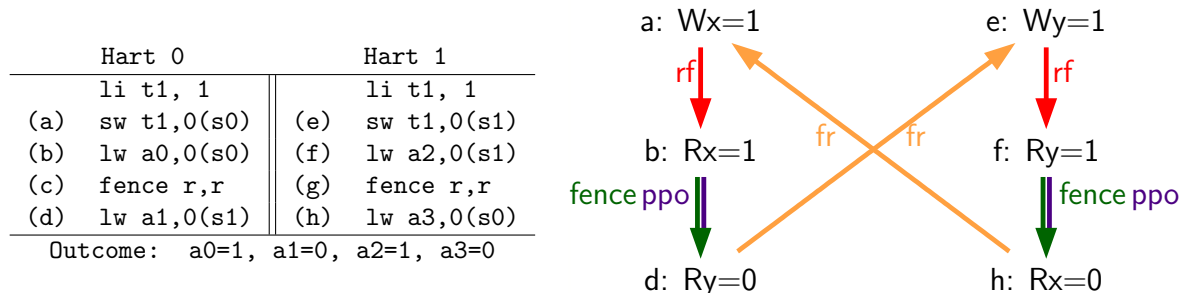 Hart 0 Hart 1
li t1, 1 li t1, 1
(a) sw t1,0(s0) (e) sw t1,0(s1)
(b) lw a0,0(s0) (f) lw a2,0(s1)
(c) fence r,r (g) fence r,r
(d) lw a1,0(s1) (h) lw a3,0(s0)
Outcome: a0=1, a1=0, a2=1, a3=0
a: Wx=1 e: Wy=1
rf rf
fr fr
b: Rx=1 f: Ry=1
fence ppo fence ppo
d: Ry=0 h: Rx=0